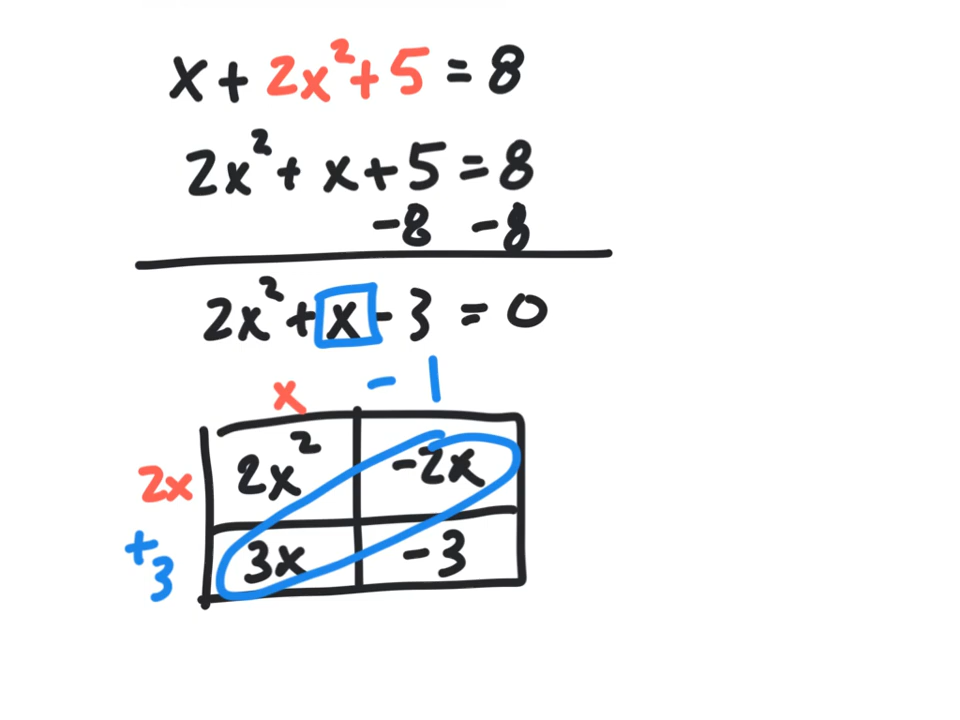 x + 2x² + 5 = 8
2x² + x + 5 = 8
-8 -8
2x² + x - 3 = 0
x - 1
2x 2x² -2x
+3 3x -3